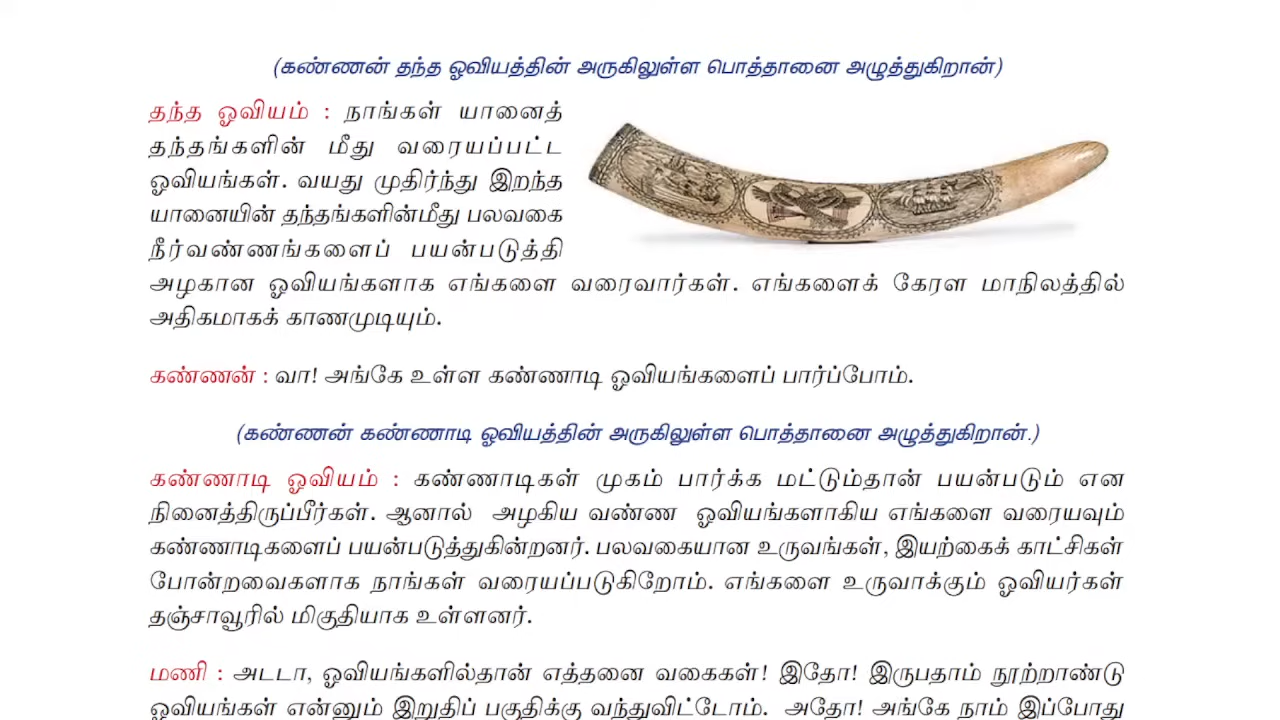 (கண்ணன் தந்த ஓவியத்தின் அருகிலுள்ள பொத்தானை அழுத்துகிறான்)
தந்த ஓவியம் : நாங்கள் யானைத்
தந்தங்களின் மீது வரையப்பட்ட
ஓவியங்கள். வயது முதிர்ந்து இறந்த
யானையின் தந்தங்களின்மீது பலவகை
நீர்வண்ணங்களைப் பயன்படுத்தி
அழகான ஓவியங்களாக எங்களை வரைவார்கள். எங்களைக் கேரள மாநிலத்தில்
அதிகமாகக் காணமுடியும்.
கண்ணன் : வா! அங்கே உள்ள கண்ணாடி ஓவியங்களைப் பார்ப்போம்.
(கண்ணன் கண்ணாடி ஓவியத்தின் அருகிலுள்ள பொத்தானை அழுத்துகிறான்.)
கண்ணாடி ஓவியம் : கண்ணாடிகள் முகம் பார்க்க மட்டும்தான் பயன்படும் என
நினைத்திருப்பீர்கள். ஆனால் அழகிய வண்ண ஓவியங்களாகிய எங்களை வரையவும்
கண்ணாடிகளைப் பயன்படுத்துகின்றனர். பலவகையான உருவங்கள், இயற்கைக் காட்சிகள்
போன்றவைகளாக நாங்கள் வரையப்படுகிறோம். எங்களை உருவாக்கும் ஓவியர்கள்
தஞ்சாவூரில் மிகுதியாக உள்ளனர்.
மணி : அடடா, ஓவியங்களில்தான் எத்தனை வகைகள்! இதோ! இருபதாம் நூற்றாண்டு
ஓவியங்கள் என்னும் இறுதிப் பகுதிக்கு வந்துவிட்டோம். அதோ! அங்கே நாம் இப்போது